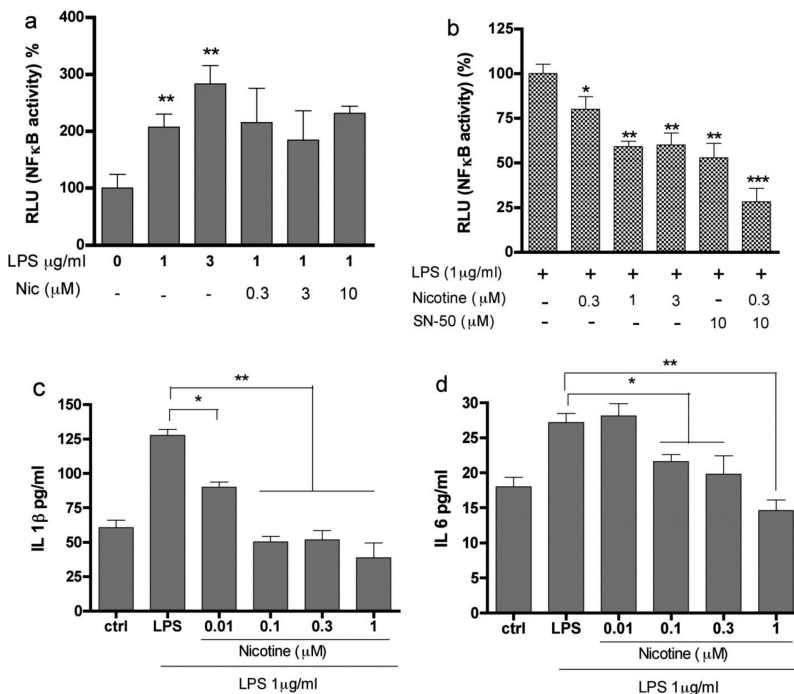 a
RLU (NFκB activity) %
400
300
200
100
0
** **
LPS μg/ml 0 1 3 1 1 1
Nic (μM) - - - 0.3 3 10
b
RLU (NFκB activity) (%)
125
100
75
50
25
0
* ** ** ** ***
LPS (1μg/ml) + + + + + +
Nicotine (μM) - 0.3 1 3 - 0.3
SN-50 (μM) - - - - 10 10
c
IL 1β pg/ml
150
125
100
75
50
25
0
**
*
ctrl LPS 0.01 0.1 0.3 1
Nicotine (μM)
LPS 1μg/ml
d
IL 6 pg/ml
30
25
20
15
10
5
0
**
*
ctrl LPS 0.01 0.1 0.3 1
Nicotine (μM)
LPS 1μg/ml